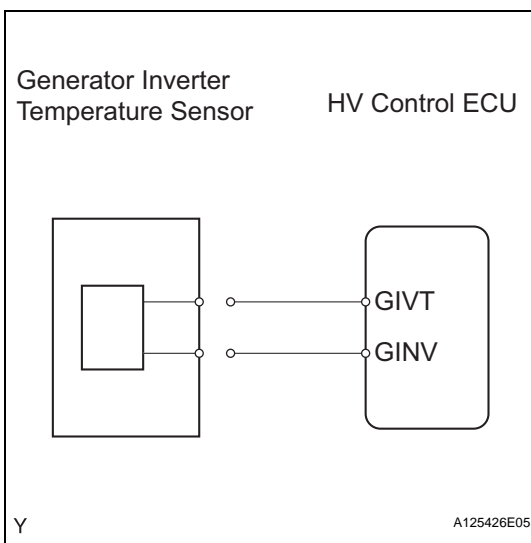 Generator Inverter
Temperature Sensor
HV Control ECU
GIVT
GINV
Y
A125426E05